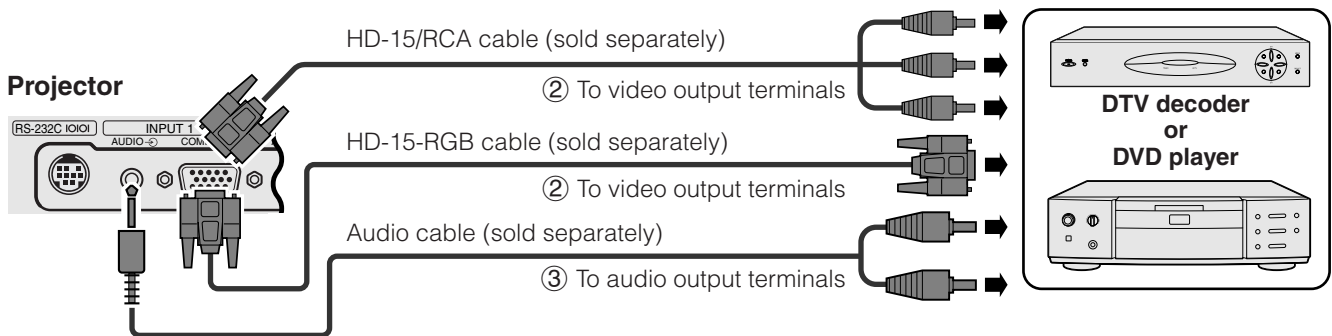 HD-15/RCA cable (sold separately)
② To video output terminals
Projector
RS-232C IOIOI
INPUT 1
AUDIO
HD-15-RGB cable (sold separately)
② To video output terminals
Audio cable (sold separately)
③ To audio output terminals
DTV decoder
or
DVD player